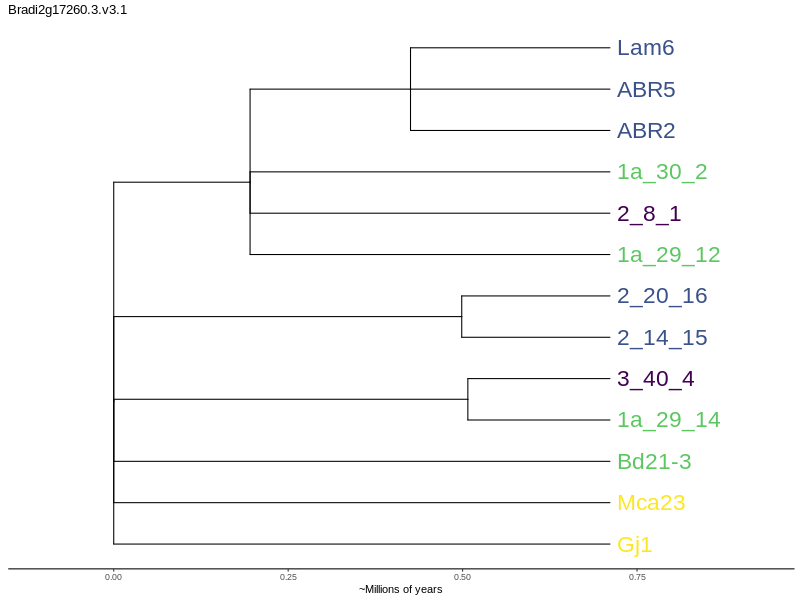 Bradi2g17260.3.v3.1
Lam6
ABR5
ABR2
1a_30_2
2_8_1
1a_29_12
2_20_16
2_14_15
3_40_4
1a_29_14
Bd21-3
Mca23
Gj1
0.00 0.25 0.50 0.75
~Millions of years